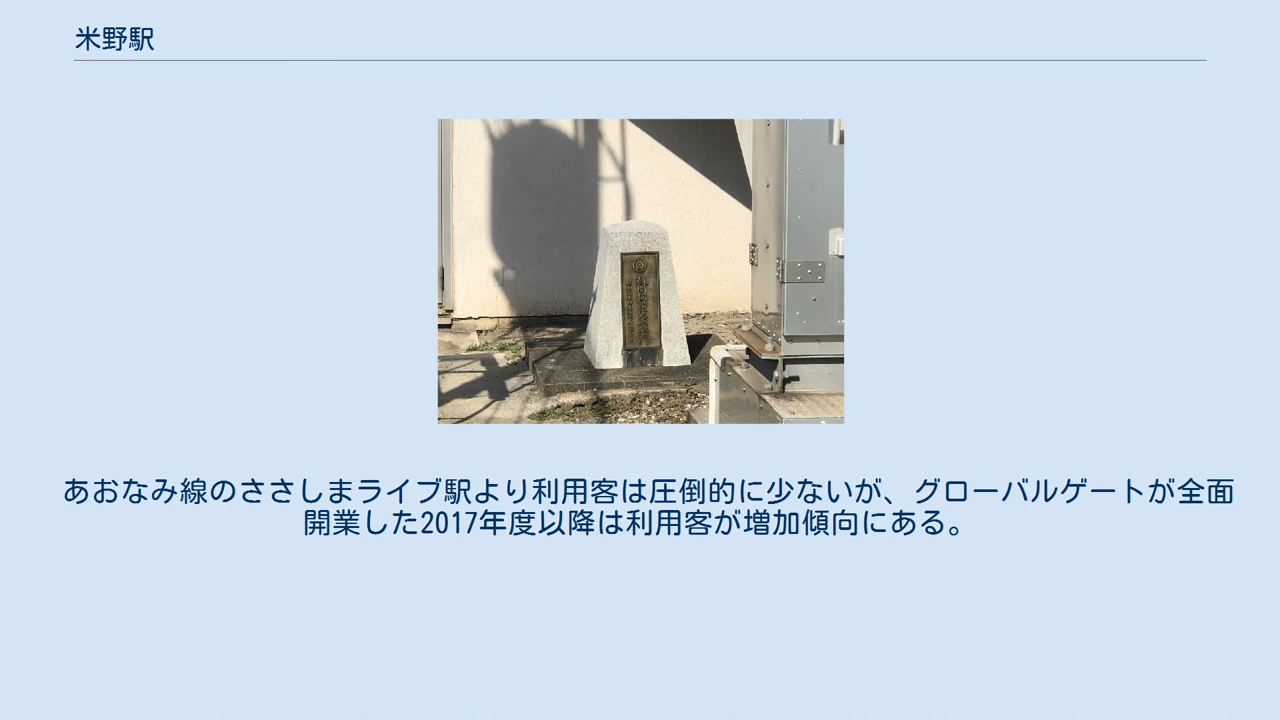 米野駅
あおなみ線のささしまライブ駅より利用客は圧倒的に少ないが、グローバルゲートが全面
開業した2017年度以降は利用客が増加傾向にある。